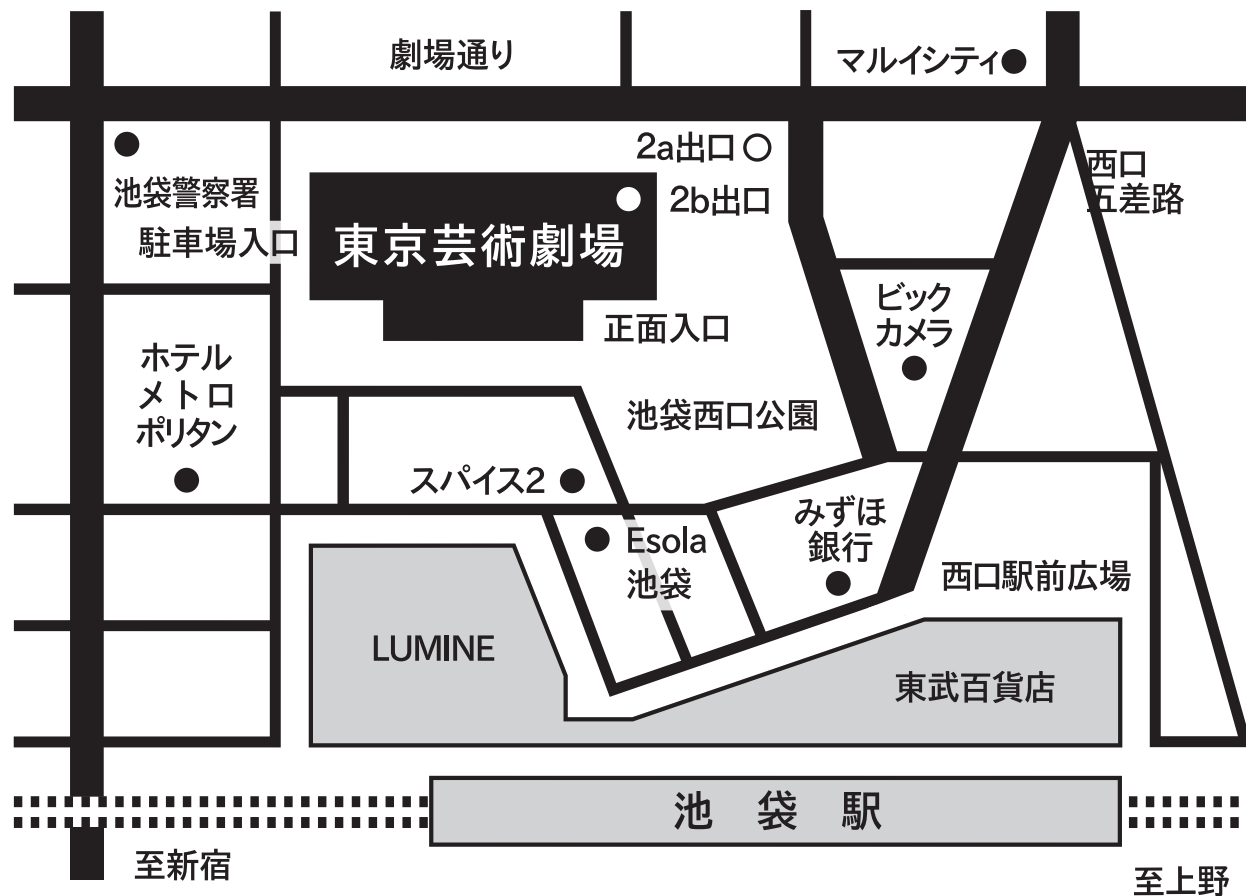 劇場通り
マルイシティ
2a出口
池袋警察署
2b出口
西口
五差路
駐車場入口
東京芸術劇場
正面入口
ビック
カメラ
ホテル
メトロ
ポリタン
池袋西口公園
スパイス2
みずほ
銀行
Esola
池袋
西口駅前広場
LUMINE
東武百貨店
池袋駅
至新宿
至上野